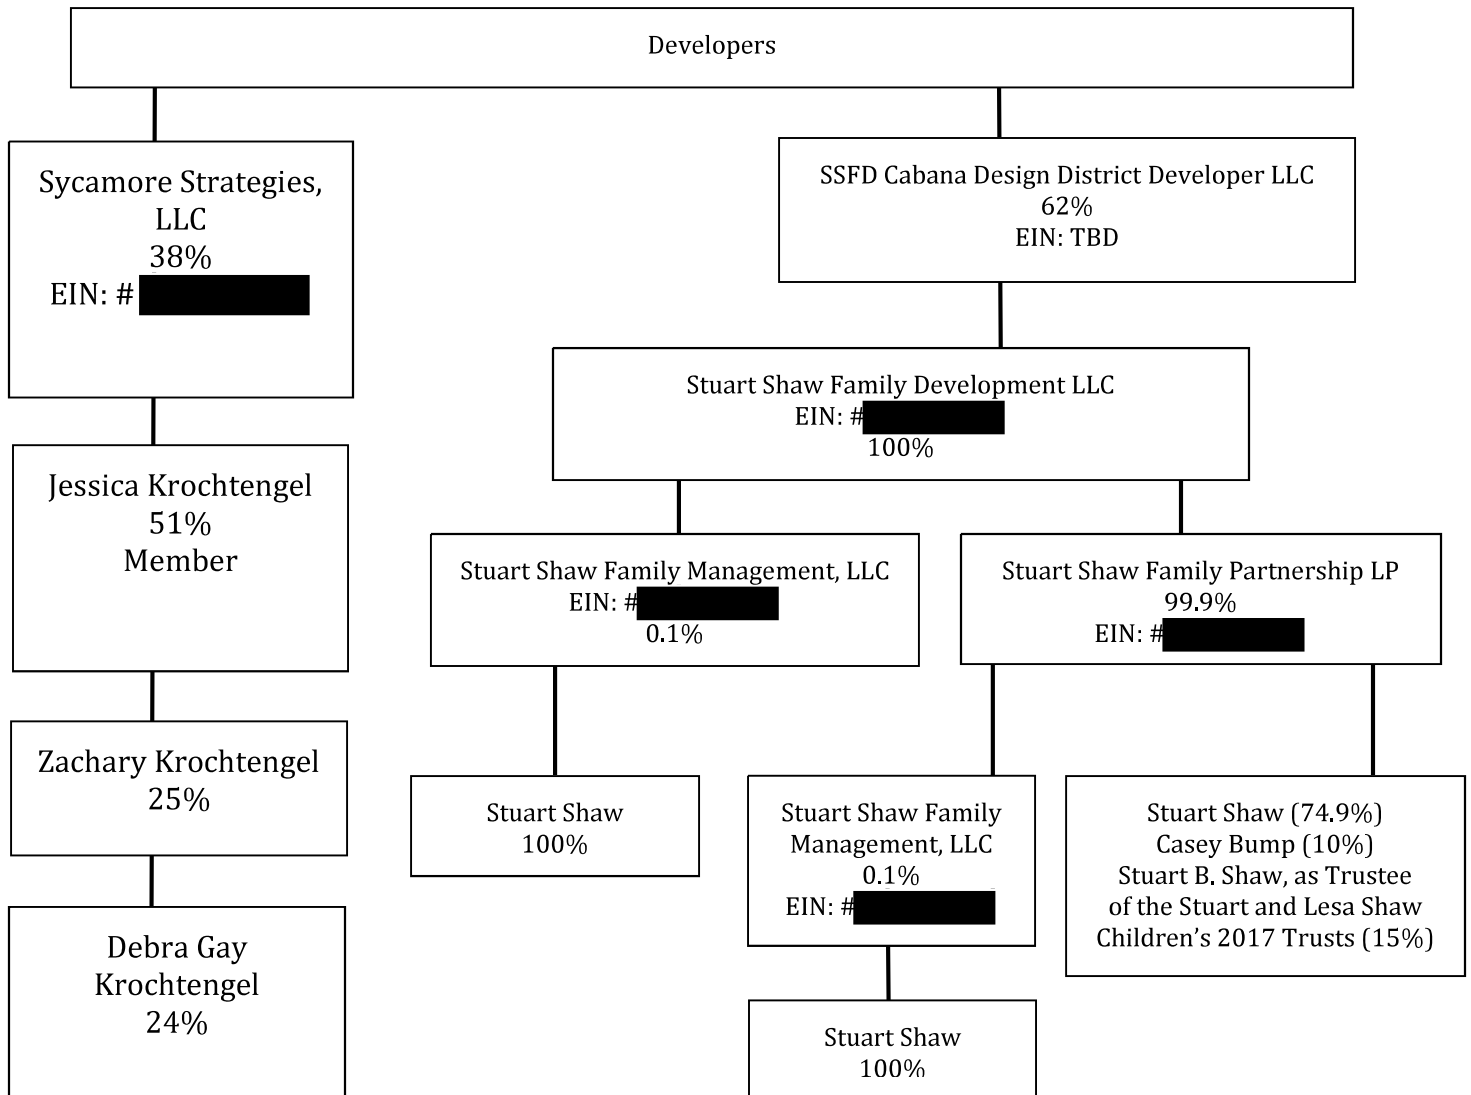 Developers
Sycamore Strategies,
LLC
38%
EIN: #
Jessica Krochtengel
51%
Member
Zachary Krochtengel
25%
Debra Gay
Krochtengel
24%
SSFD Cabana Design District Developer LLC
62%
EIN: TBD
Stuart Shaw Family Development LLC
EIN: #
100%
Stuart Shaw Family Management, LLC
EIN: #
0.1%
Stuart Shaw
100%
Stuart Shaw Family Partnership LP
99.9%
EIN: #
Stuart Shaw Family
Management, LLC
0.1%
EIN: #
Stuart Shaw
100%
Stuart Shaw (74.9%)
Casey Bump (10%)
Stuart B. Shaw, as Trustee
of the Stuart and Lesa Shaw
Children’s 2017 Trusts (15%)